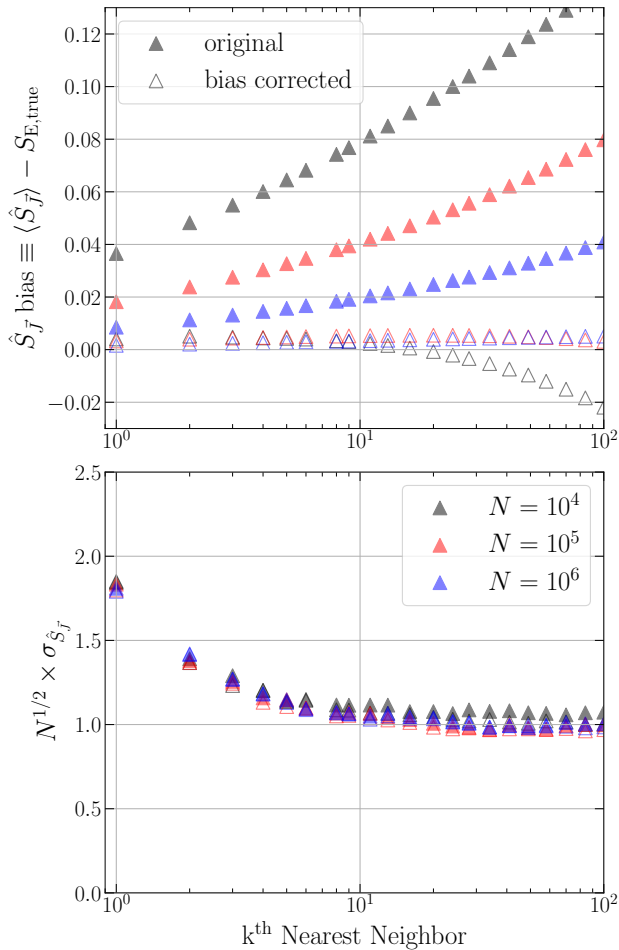 0.12
0.10
0.08
0.06
0.04
0.02
0.00
−0.02
Ŝ_J⃗ bias ≡ ⟨Ŝ_J⃗⟩ − S_E,true
original
bias corrected
10^0
10^1
10^2
2.5
2.0
1.5
1.0
0.5
0.0
N^1/2 × σ_Ŝ_J⃗
N = 10^4
N = 10^5
N = 10^6
10^0
10^1
10^2
k^th Nearest Neighbor